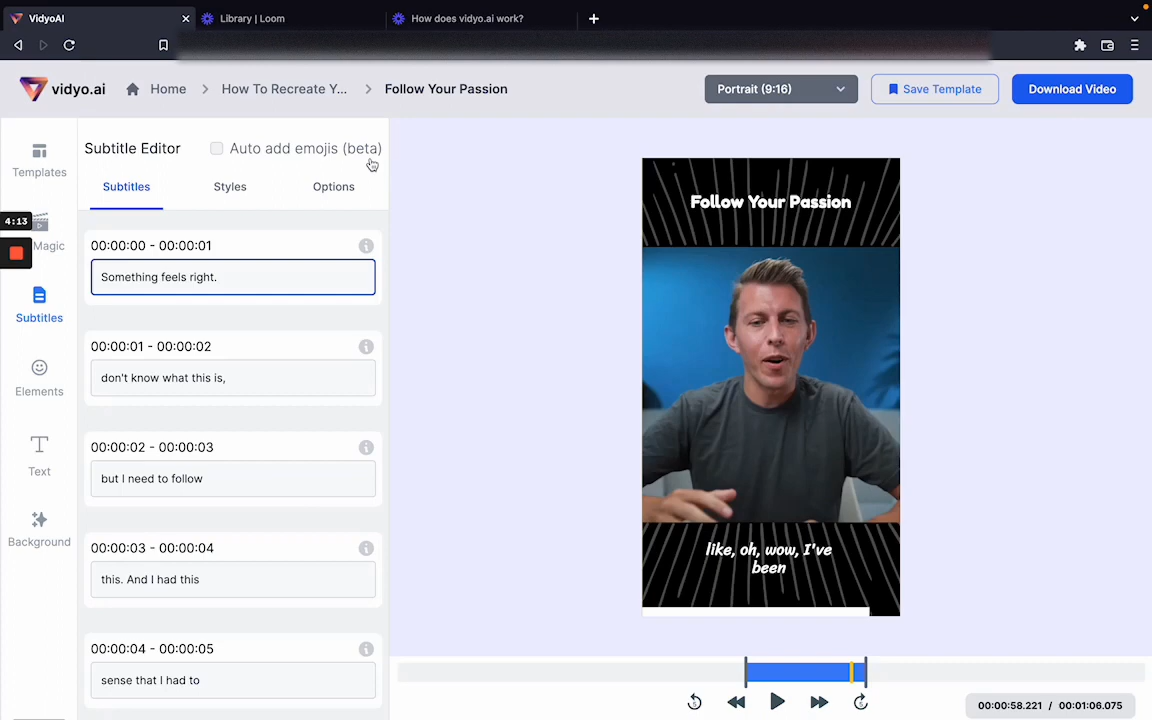 VidyoAI
Library | Loom
How does vidyo.ai work?
vidyo.ai
Home
How To Recreate Y...
Follow Your Passion
Portrait (9:16)
Save Template
Download Video
Templates
4:13
Magic
Subtitles
Elements
Text
Background
Subtitle Editor
Auto add emojis (beta)
Subtitles
Styles
Options
00:00:00 - 00:00:01
Something feels right.
00:00:01 - 00:00:02
don't know what this is,
00:00:02 - 00:00:03
but I need to follow
00:00:03 - 00:00:04
this. And I had this
00:00:04 - 00:00:05
sense that I had to
Follow Your Passion
like, oh, wow, I've
been
00:00:58.221 / 00:01:06.075